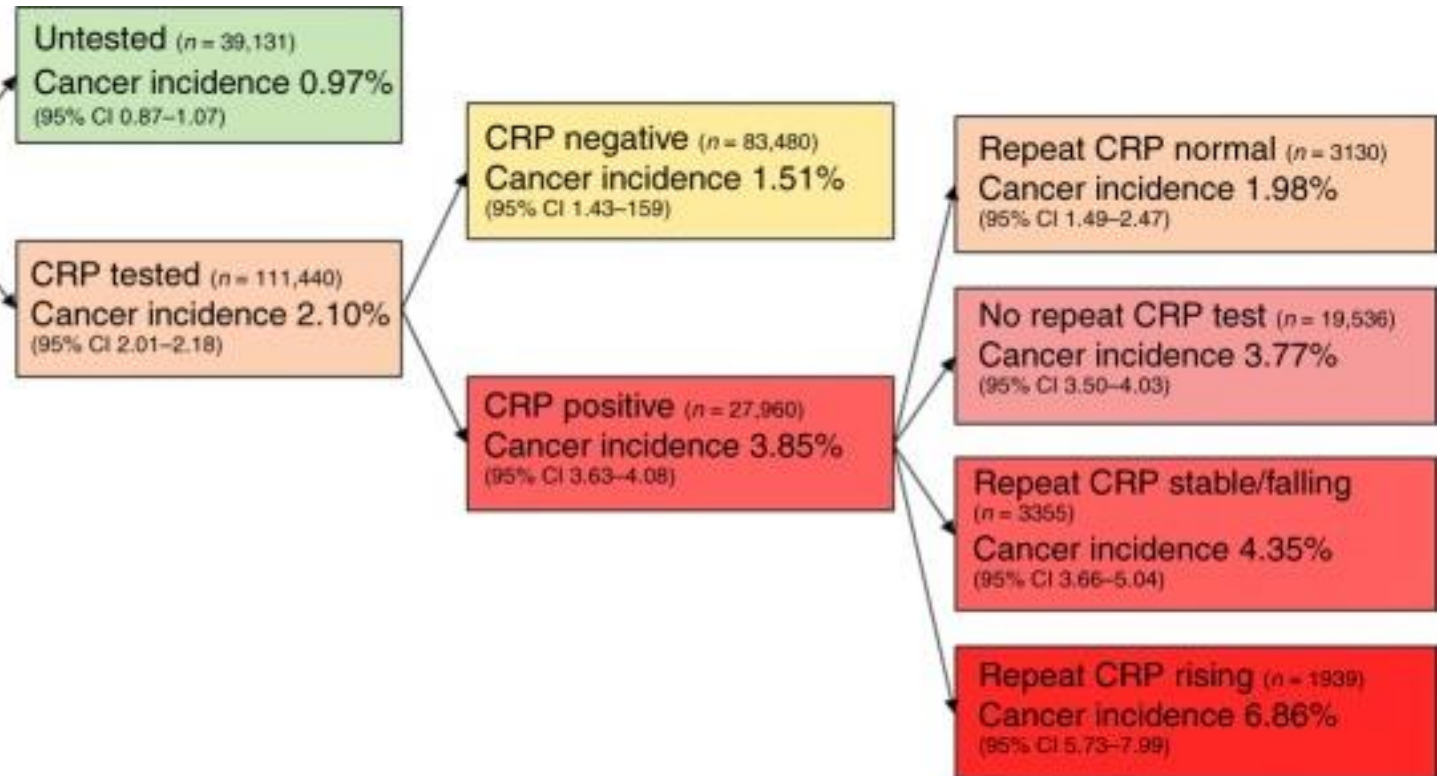 Untested (n = 39,131)
Cancer incidence 0.97%
(95% CI 0.87–1.07)
CRP tested (n = 111,440)
Cancer incidence 2.10%
(95% CI 2.01–2.18)
CRP negative (n = 83,480)
Cancer incidence 1.51%
(95% CI 1.43–159)
CRP positive (n = 27,960)
Cancer incidence 3.85%
(95% CI 3.63–4.08)
Repeat CRP normal (n = 3130)
Cancer incidence 1.98%
(95% CI 1.49–2.47)
No repeat CRP test (n = 19,536)
Cancer incidence 3.77%
(95% CI 3.50–4.03)
Repeat CRP stable/falling
(n = 3355)
Cancer incidence 4.35%
(95% CI 3.66–5.04)
Repeat CRP rising (n = 1939)
Cancer incidence 6.86%
(95% CI 5.73–7.99)